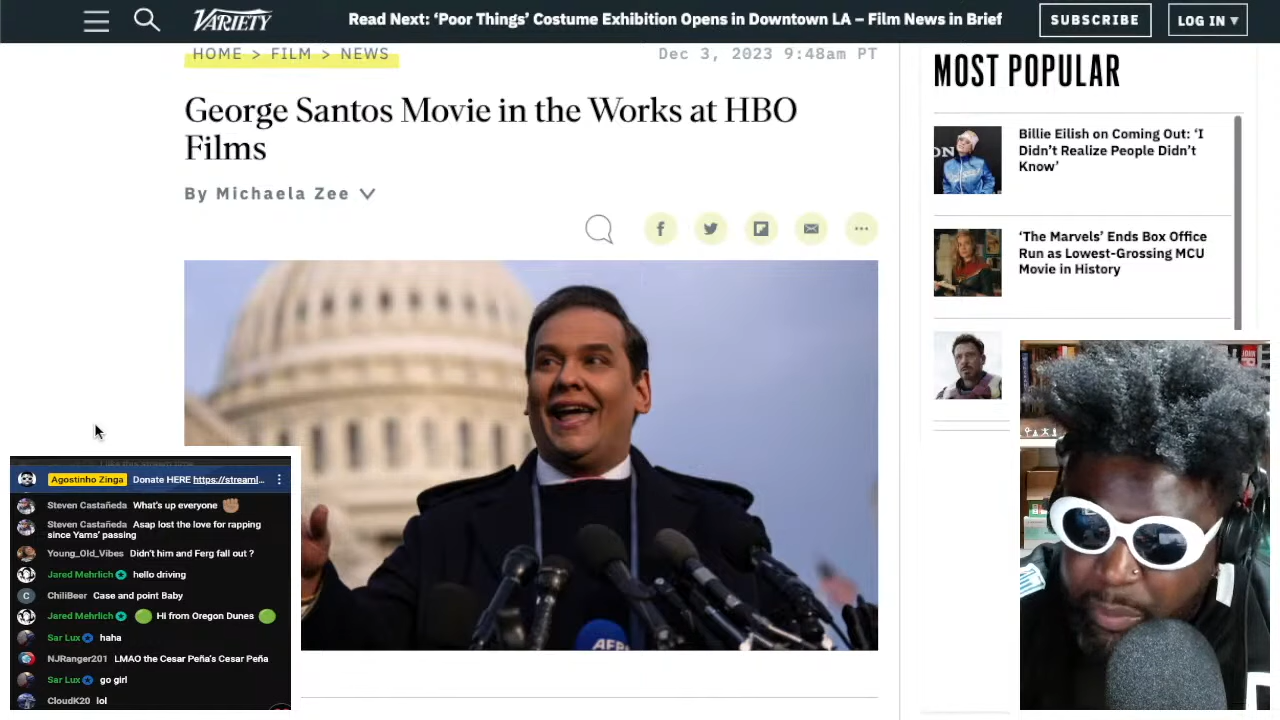 VARIETY
Read Next: ‘Poor Things’ Costume Exhibition Opens in Downtown LA – Film News in Brief
SUBSCRIBE
LOG IN ▾
HOME > FILM > NEWS
Dec 3, 2023 9:48am PT
George Santos Movie in the Works at HBO
Films
By Michaela Zee
MOST POPULAR
Billie Eilish on Coming Out: ‘I
Didn’t Realize People Didn’t
Know’
‘The Marvels’ Ends Box Office
Run as Lowest-Grossing MCU
Movie in History
Agostinho Zinga Donate HERE https://streaml...
Steven Castañeda What's up everyone ✊🏾
Steven Castañeda Asap lost the love for rapping
since Yams' passing
Young_Old_Vibes Didn't him and Ferg fall out ?
Jared Mehrlich hello driving
ChiliBeer Case and point Baby
Jared Mehrlich 🟢 Hi from Oregon Dunes 🟢
Sar Lux haha
NJRanger201 LMAO the Cesar Peña's Cesar Peña
Sar Lux go girl
CloudK20 lol
AFP